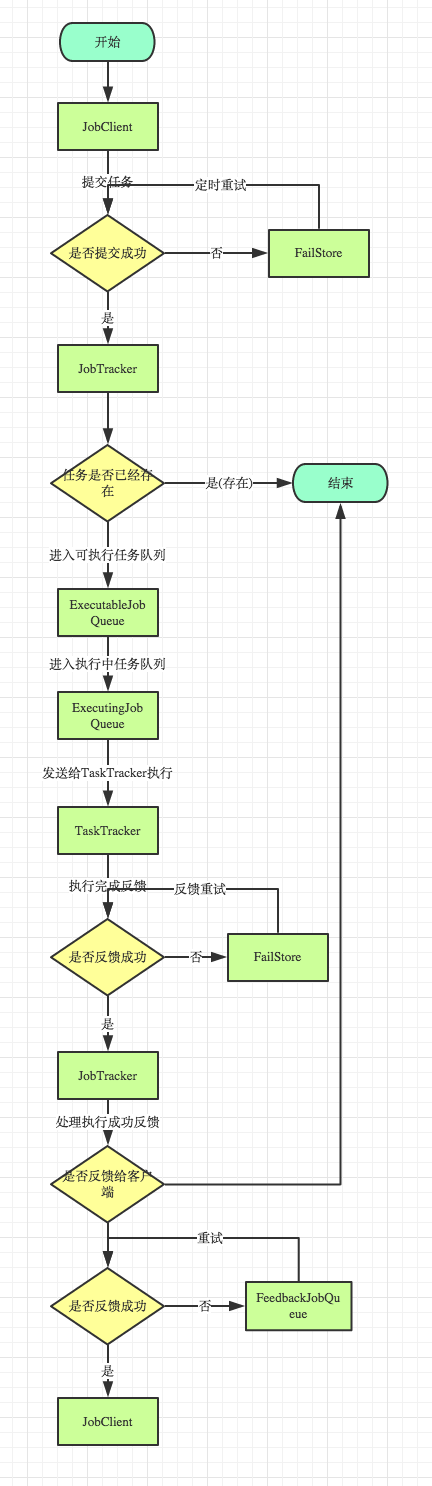 开始
JobClient
提交任务
定时重试
是否提交成功
否
FailStore
是
JobTracker
任务是否已经存
在
是(存在)
结束
进入可执行任务队列
ExecutableJob
Queue
进入执行中任务队列
ExecutingJob
Queue
发送给TaskTracker执行
TaskTracker
执行完成反馈
反馈重试
是否反馈成功
否
FailStore
是
JobTracker
处理执行成功反馈
是否反馈给客户
端
重试
是否反馈成功
否
FeedbackJobQu
eue
是
JobClient